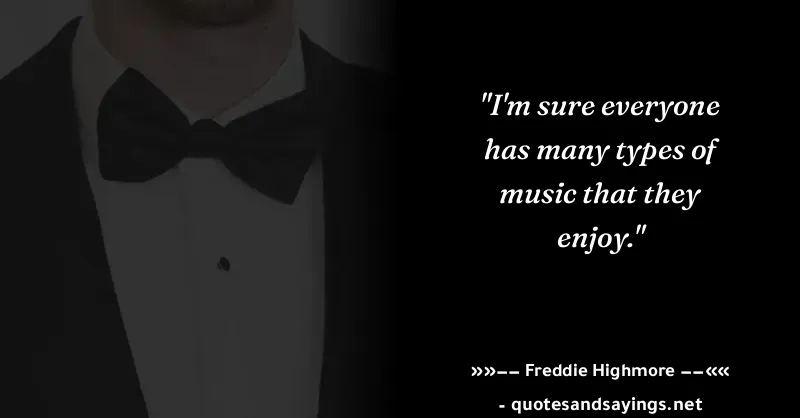 "I'm sure everyone
has many types of
music that they
enjoy."
»»−− Freddie Highmore −−««
- quotesandsayings.net